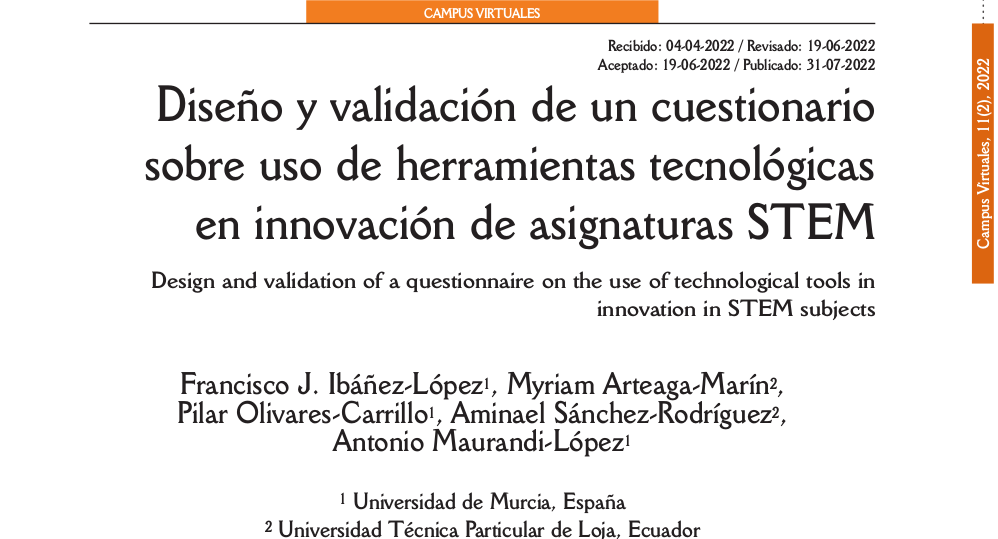 CAMPUS VIRTUALES
Recibido: 04-04-2022 / Revisado: 19-06-2022
Aceptado: 19-06-2022 / Publicado: 31-07-2022
Diseño y validación de un cuestionario
sobre uso de herramientas tecnológicas
en innovación de asignaturas STEM
Design and validation of a questionnaire on the use of technological tools in
innovation in STEM subjects
Francisco J. Ibáñez-López¹, Myriam Arteaga-Marín²,
Pilar Olivares-Carrillo¹, Aminael Sánchez-Rodríguez²,
Antonio Maurandi-López¹
¹ Universidad de Murcia, España
² Universidad Técnica Particular de Loja, Ecuador
Campus Virtuales, 11(2), 2022